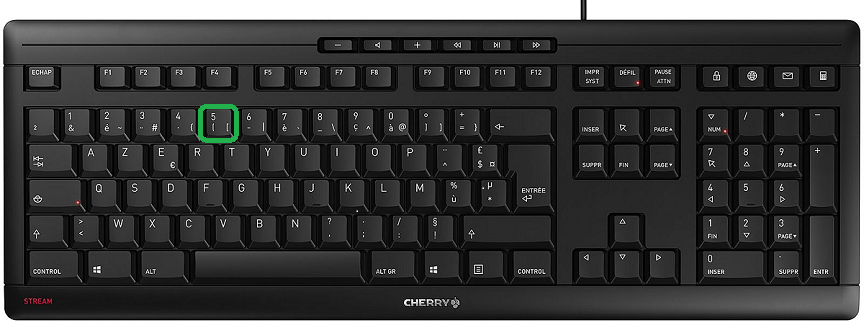 − +
ECHAP F1 F2 F3 F4 F5 F6 F7 F8 F9 F10 F11 F12 IMPR SYST DÉFIL PAUSE ATTN
² 1 & 2 é ~ 3 " # 4 ' { 5 ( [ 6 - | 7 è ` 8 _ \ 9 ç ^ 0 à @ ° ) ] + = } INSER PAGE▲ NUM / * -
A Z E € R T Y U I O P ¨ ^ £ $ ¤ SUPPR FIN PAGE▼ 7 8 9 PAGE▲ +
Q S D F G H J K L M % ù µ * ENTRÉE 4 5 6
> < W X C V B N ? , . ; / : § ! 1 FIN 2 3 PAGE▼
CONTROL ALT ALT GR CONTROL 0 INSER . SUPPR ENTR
STREAM
CHERRY